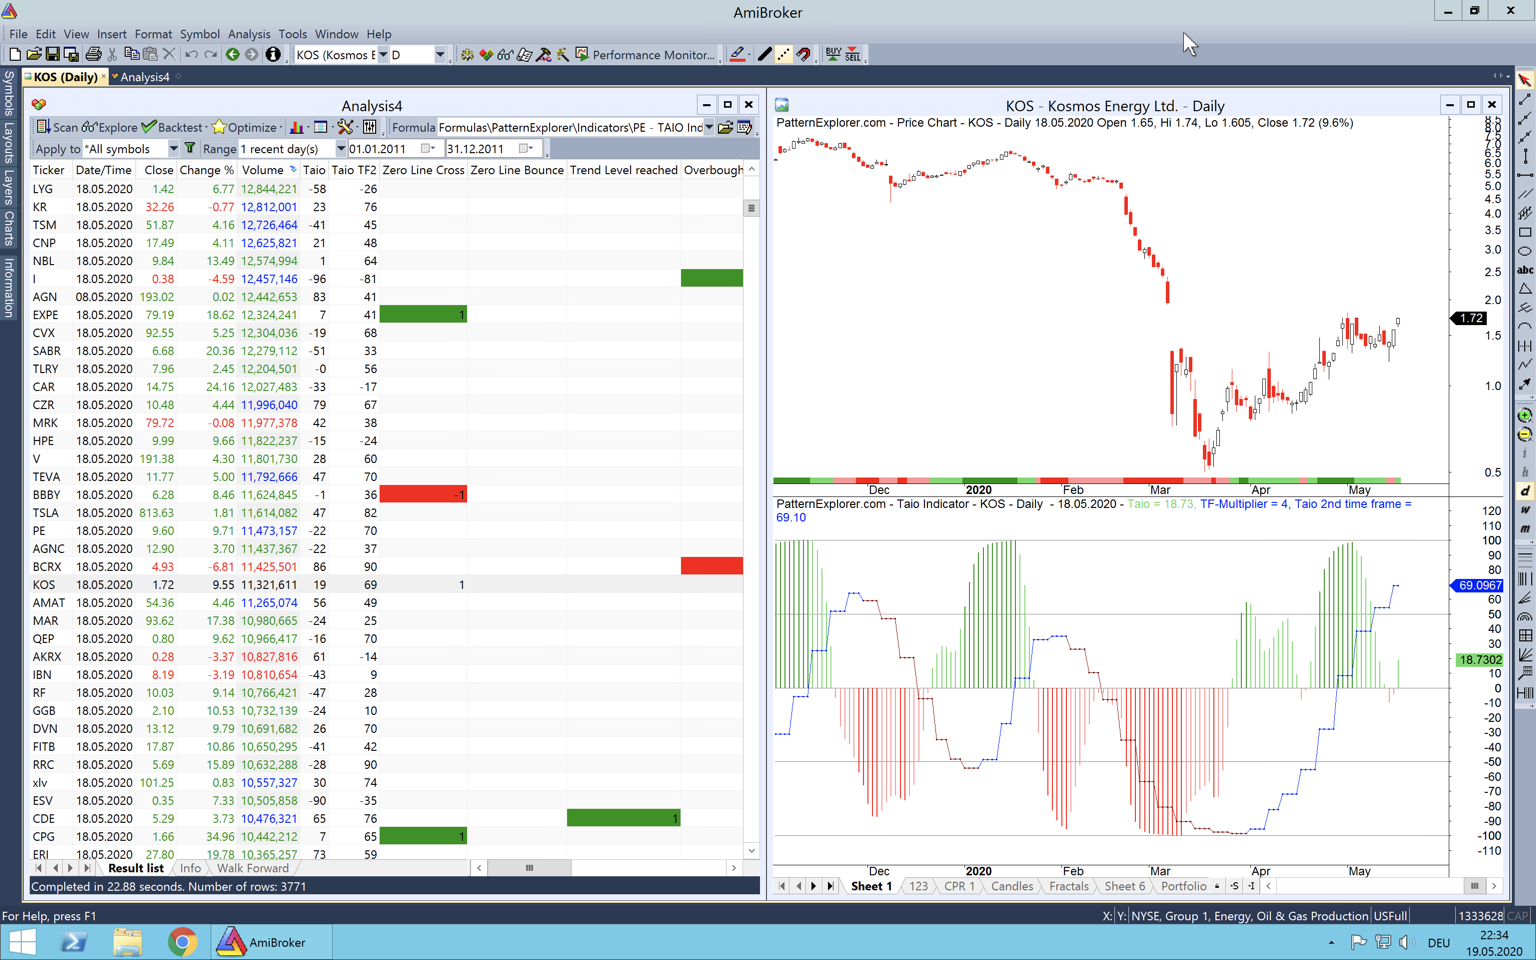 AmiBroker
File Edit View Insert Format Symbol Analysis Tools Window Help
KOS (Kosmos E D Performance Monitor... BUY SELL
KOS (Daily) Analysis4
Symbols
Layouts
Layers
Charts
Information
Analysis4
Scan Explore Backtest Optimize Formula Formulas\PatternExplorer\Indicators\PE - TAIO Ind
Apply to *All symbols Range 1 recent day(s) 01.01.2011 31.12.2011
Ticker Date/Time Close Change % Volume Taio Taio TF2 Zero Line Cross Zero Line Bounce Trend Level reached Overbough
LYG 18.05.2020 1.42 6.77 12,844,221 -58 -26
KR 18.05.2020 32.26 -0.77 12,812,001 23 76
TSM 18.05.2020 51.87 4.16 12,726,464 -41 45
CNP 18.05.2020 17.49 4.11 12,625,821 21 48
NBL 18.05.2020 9.84 13.49 12,574,994 1 64
I 18.05.2020 0.38 -4.59 12,457,146 -96 -81
AGN 08.05.2020 193.02 0.02 12,442,653 83 41
EXPE 18.05.2020 79.19 18.62 12,324,241 7 41 1
CVX 18.05.2020 92.55 5.25 12,304,036 -19 68
SABR 18.05.2020 6.68 20.36 12,279,112 -51 33
TLRY 18.05.2020 7.96 2.45 12,204,501 -0 56
CAR 18.05.2020 14.75 24.16 12,027,483 -33 -17
CZR 18.05.2020 10.48 4.44 11,996,040 79 67
MRK 18.05.2020 79.72 -0.08 11,977,378 42 38
HPE 18.05.2020 9.99 9.66 11,822,237 -15 -24
V 18.05.2020 191.38 4.30 11,801,730 28 60
TEVA 18.05.2020 11.77 5.00 11,792,666 47 70
BBBY 18.05.2020 6.28 8.46 11,624,845 -1 36 -1
TSLA 18.05.2020 813.63 1.81 11,614,082 47 82
PE 18.05.2020 9.60 9.71 11,473,157 -22 70
AGNC 18.05.2020 12.90 3.70 11,437,367 -22 37
BCRX 18.05.2020 4.93 -6.81 11,425,501 86 90
KOS 18.05.2020 1.72 9.55 11,321,611 19 69 1
AMAT 18.05.2020 54.36 4.46 11,265,074 56 49
MAR 18.05.2020 93.62 17.38 10,980,665 -24 25
QEP 18.05.2020 0.80 9.62 10,966,417 -16 70
AKRX 18.05.2020 0.28 -3.37 10,827,816 61 -14
IBN 18.05.2020 8.19 -3.19 10,810,654 -43 9
RF 18.05.2020 10.03 9.14 10,766,421 -47 28
GGB 18.05.2020 2.10 10.53 10,732,139 -24 10
DVN 18.05.2020 13.12 9.79 10,691,682 26 70
FITB 18.05.2020 17.87 10.86 10,650,295 -41 42
RRC 18.05.2020 5.69 15.89 10,632,288 -28 90
xlv 18.05.2020 101.25 0.83 10,557,327 30 74
ESV 18.05.2020 0.35 7.33 10,505,858 -90 -35
CDE 18.05.2020 5.29 3.73 10,476,321 65 76 1
CPG 18.05.2020 1.66 34.96 10,442,212 7 65 1
ERI 18.05.2020 27.80 19.78 10,365,257 73 59
Result list Info Walk Forward
Completed in 22.88 seconds. Number of rows: 3771
KOS - Kosmos Energy Ltd. - Daily
PatternExplorer.com - Price Chart - KOS - Daily 18.05.2020 Open 1.65, Hi 1.74, Lo 1.605, Close 1.72 (9.6%)
8.5
8.0
7.5
7.0
6.5
6.0
5.5
5.0
4.5
4.0
3.5
3.0
2.5
2.0
1.72
1.5
1.0
0.5
Dec 2020 Feb Mar Apr May
PatternExplorer.com - Taio Indicator - KOS - Daily - 18.05.2020 - Taio = 18.73, TF-Multiplier = 4, Taio 2nd time frame =
69.10
120
110
100
90
80
69.0967
60
50
40
30
18.7302
10
0
-10
-20
-30
-40
-50
-60
-70
-80
-90
-100
-110
Dec 2020 Feb Mar Apr May
Sheet 1 123 CPR 1 Candles Fractals Sheet 6 Portfolio -S -I
abc
i
h
d
w
m
For Help, press F1
X: Y: NYSE, Group 1, Energy, Oil & Gas Production USFull 1333628 CAP
AmiBroker
DEU
22:34
19.05.2020